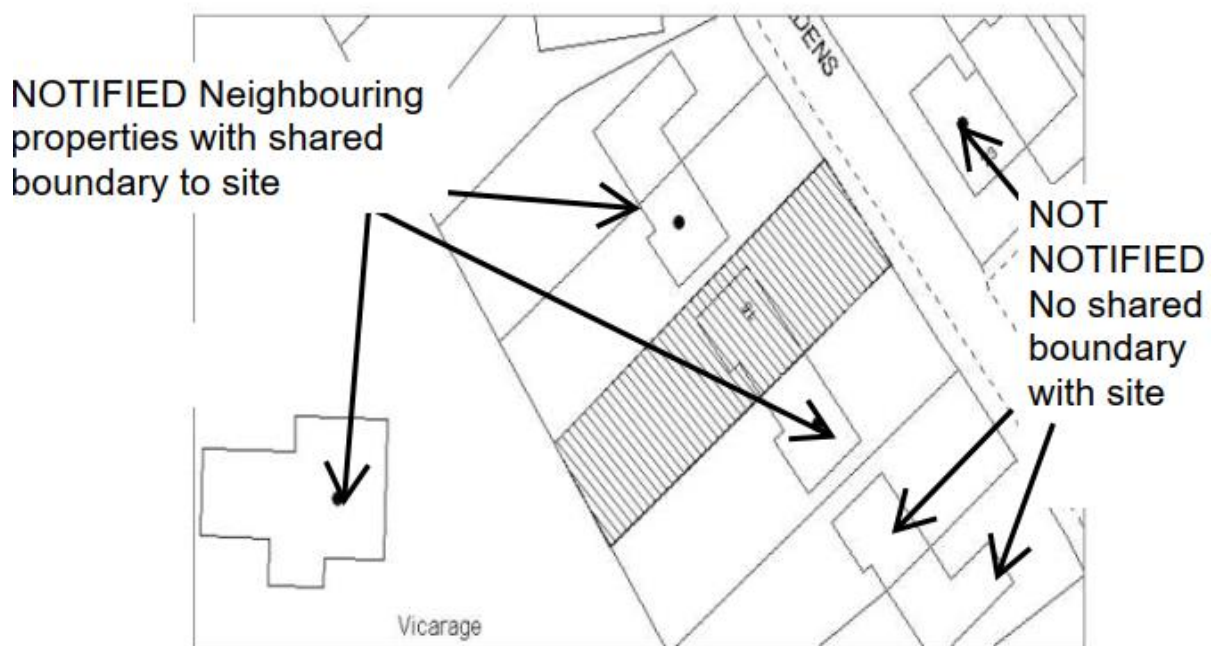 DENS
NOTIFIED Neighbouring
properties with shared
boundary to site
NOT
NOTIFIED
No shared
boundary
with site
Vicarage